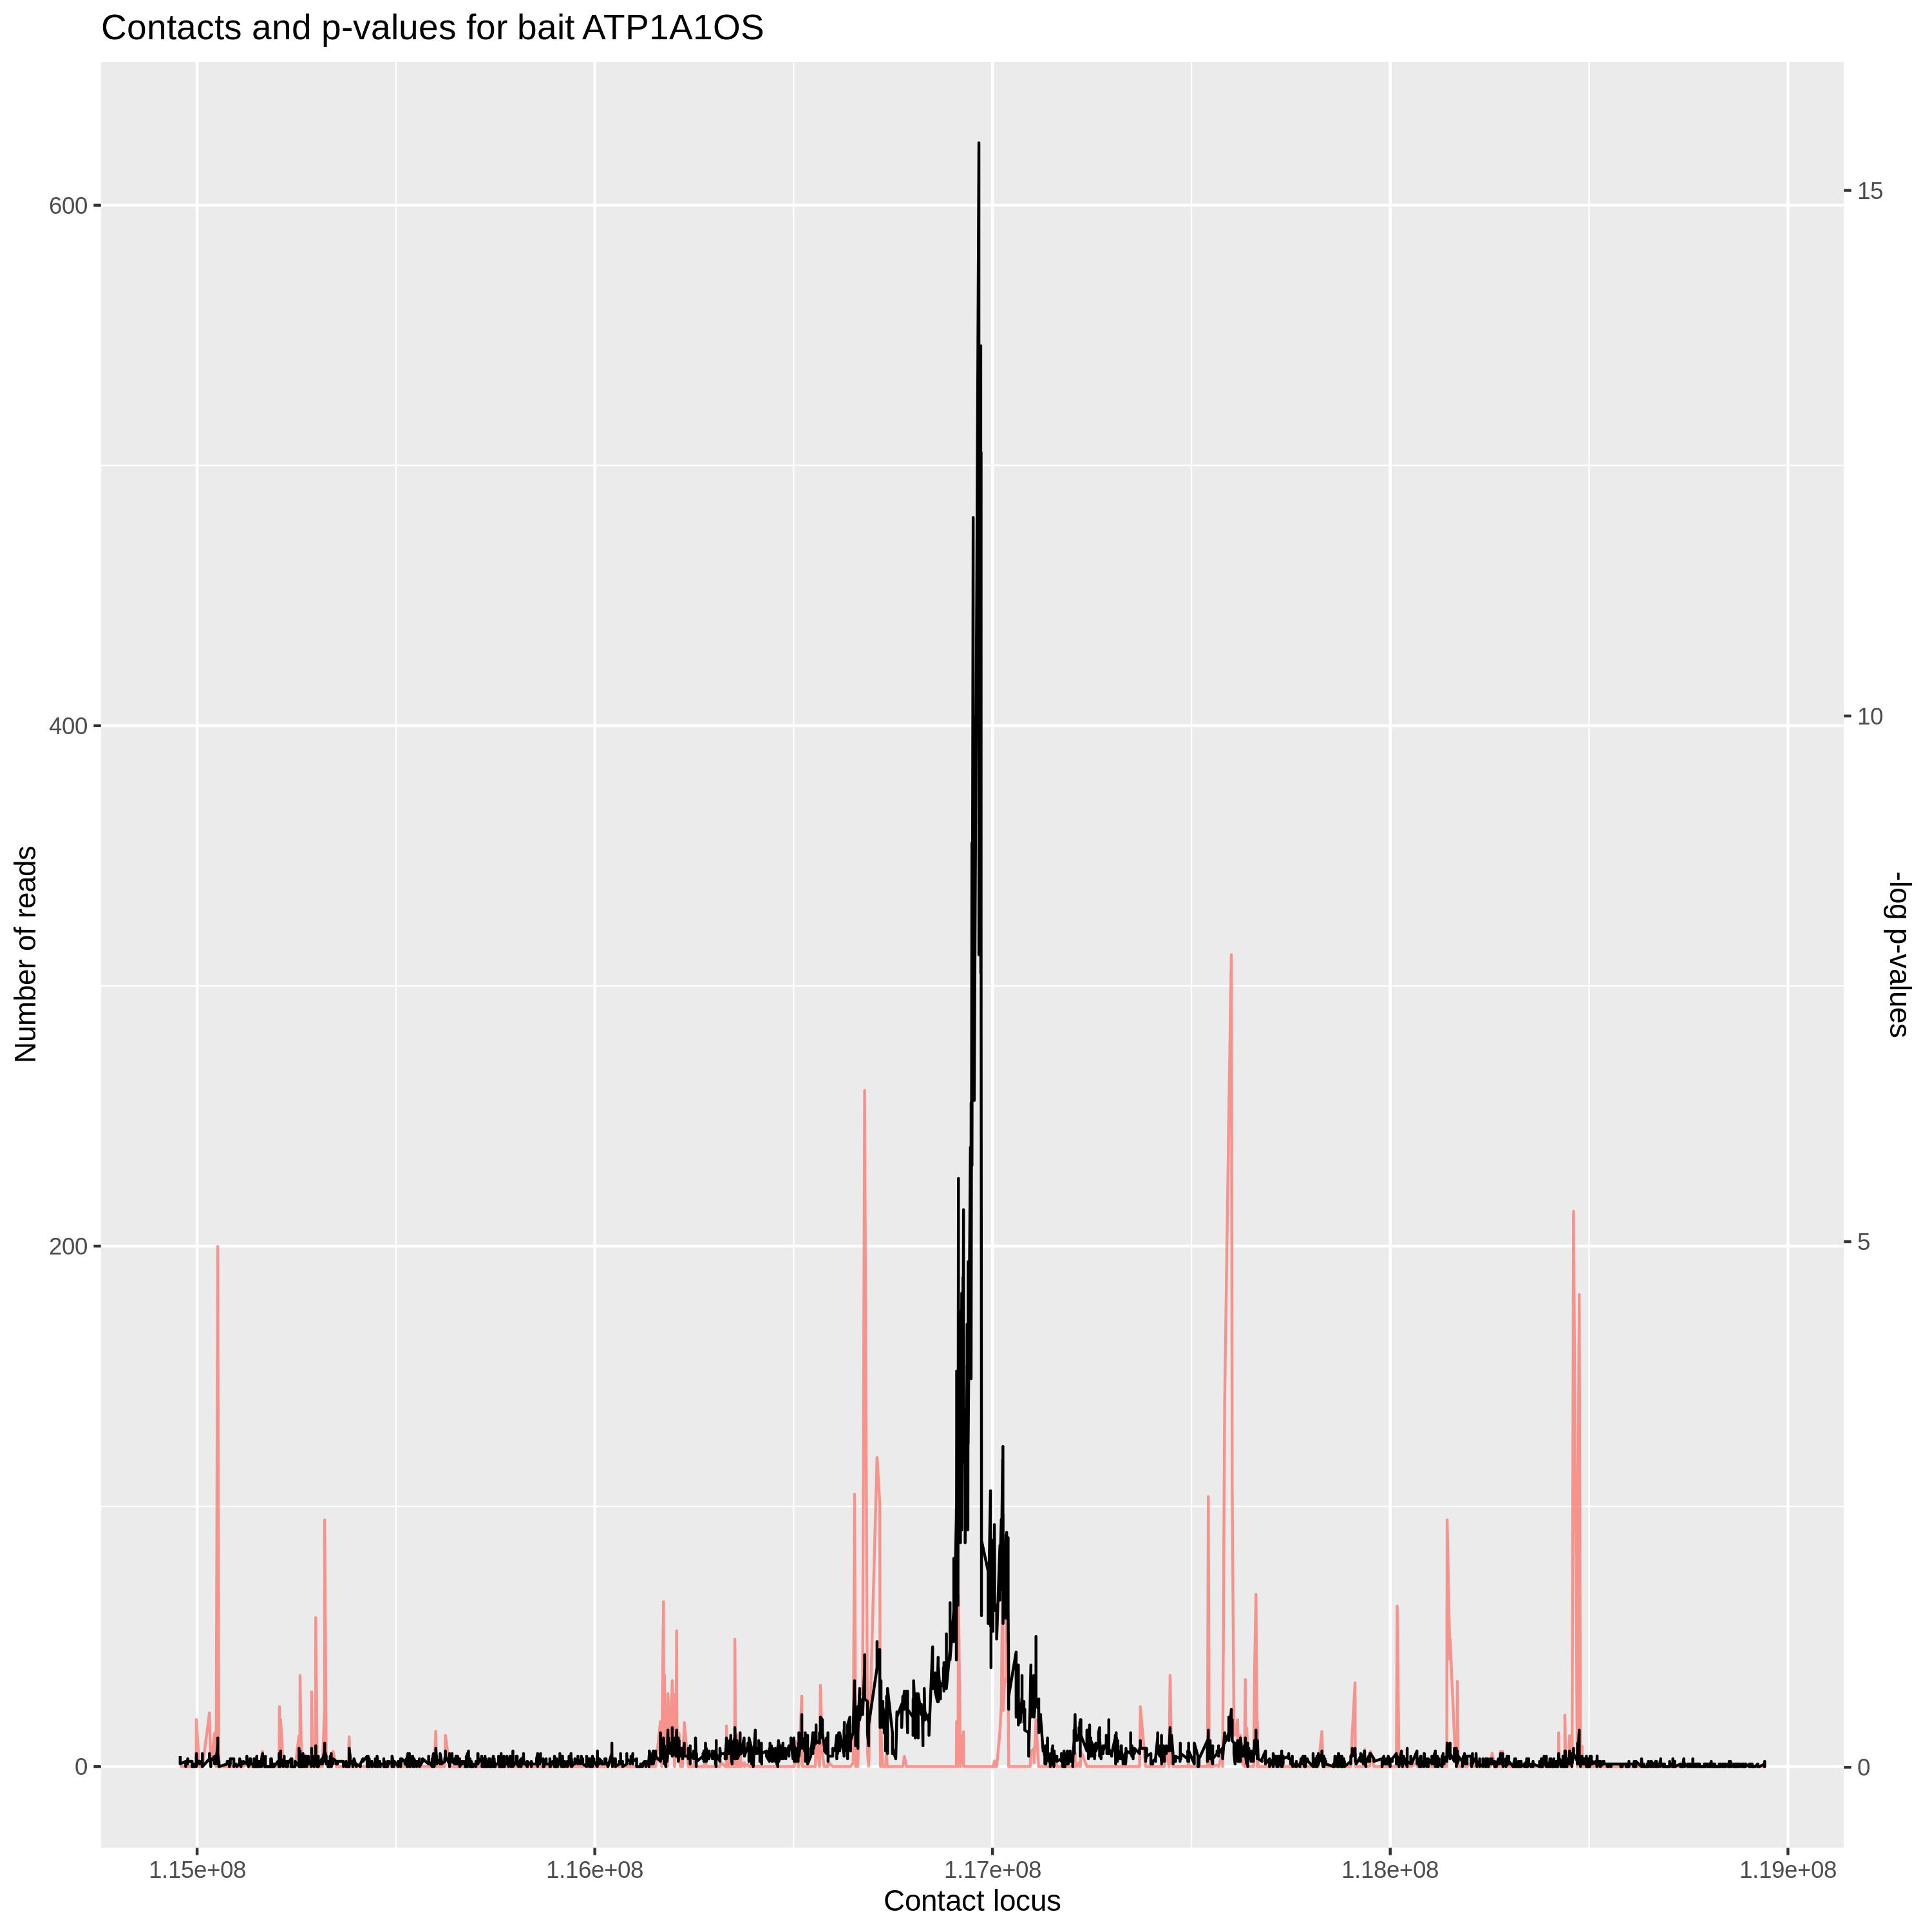 Contacts and p-values for bait ATP1A1OS
600
400
200
0
Number of reads
15
10
5
0
-log p-values
1.15e+08
1.16e+08
1.17e+08
1.18e+08
1.19e+08
Contact locus